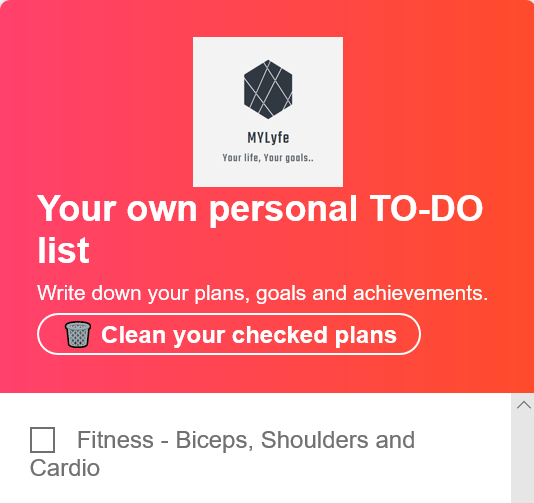 MYLyfe
Your life, Your goals..
Your own personal TO-DO
list
Write down your plans, goals and achievements.
Clean your checked plans
Fitness - Biceps, Shoulders and
Cardio